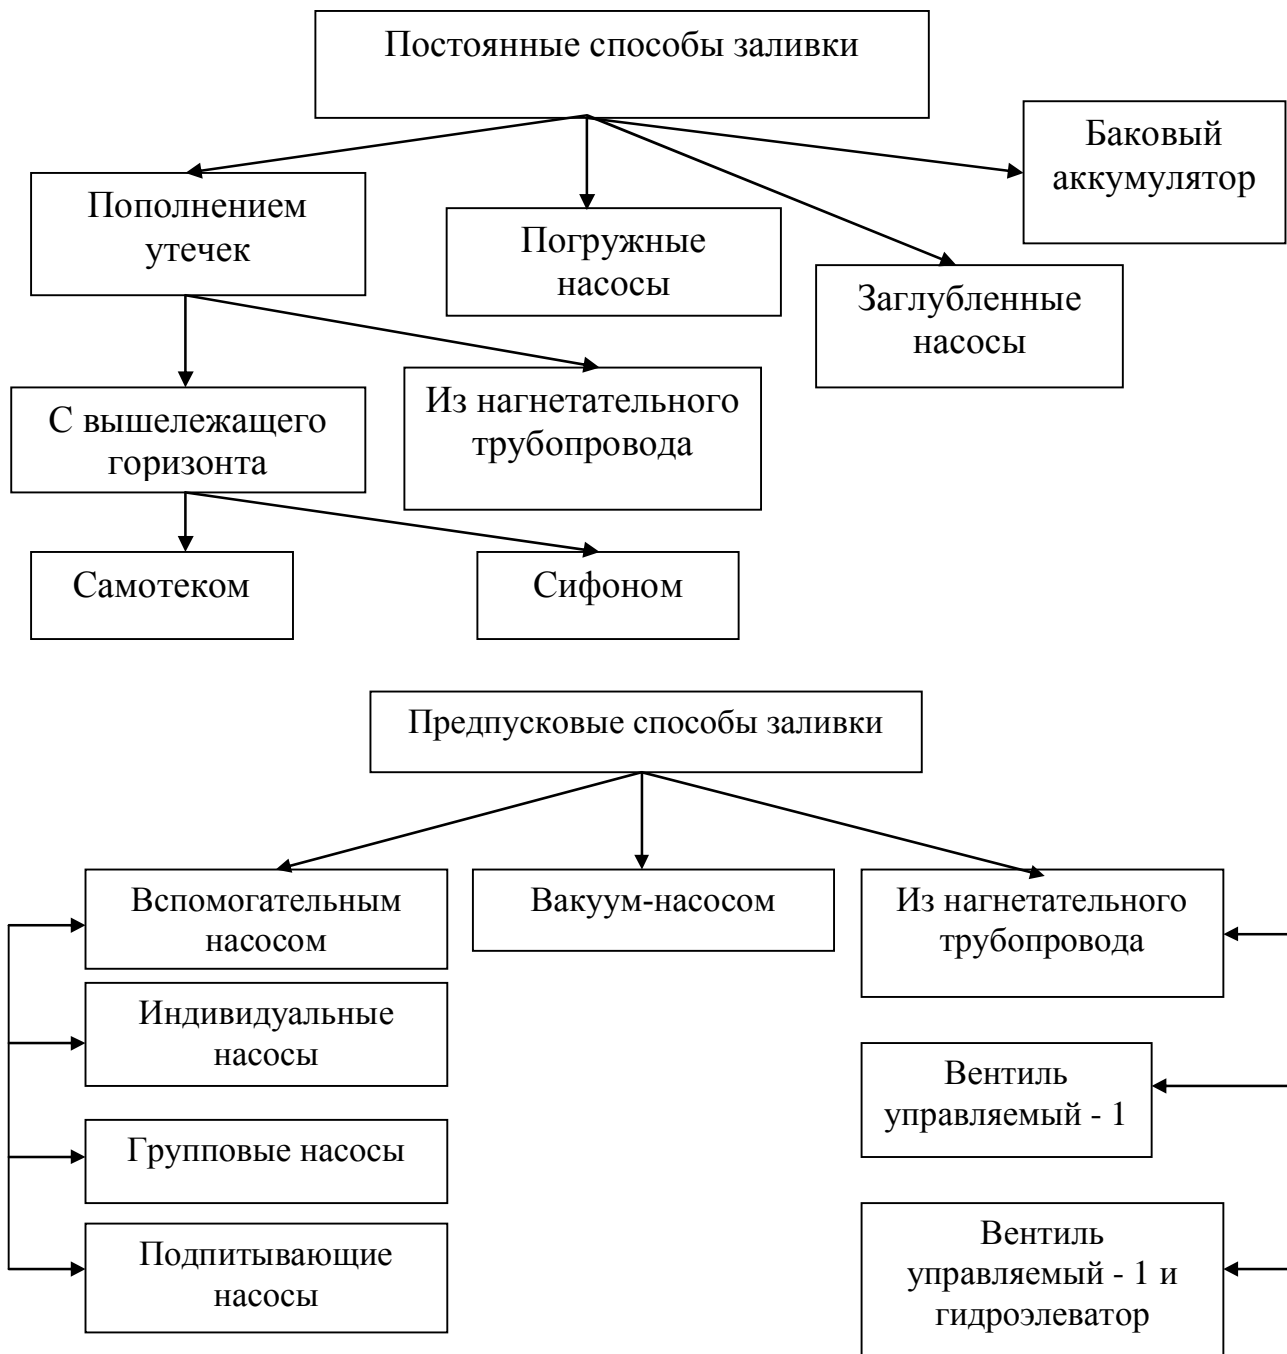 Постоянные способы заливки
Баковый
аккумулятор
Пополнением
утечек
Погружные
насосы
Заглубленные
насосы
С вышележащего
горизонта
Из нагнетательного
трубопровода
Самотеком
Сифоном
Предпусковые способы заливки
Вспомогательным
насосом
Вакуум-насосом
Из нагнетательного
трубопровода
Индивидуальные
насосы
Вентиль
управляемый - 1
Групповые насосы
Подпитывающие
насосы
Вентиль
управляемый - 1 и
гидроэлеватор